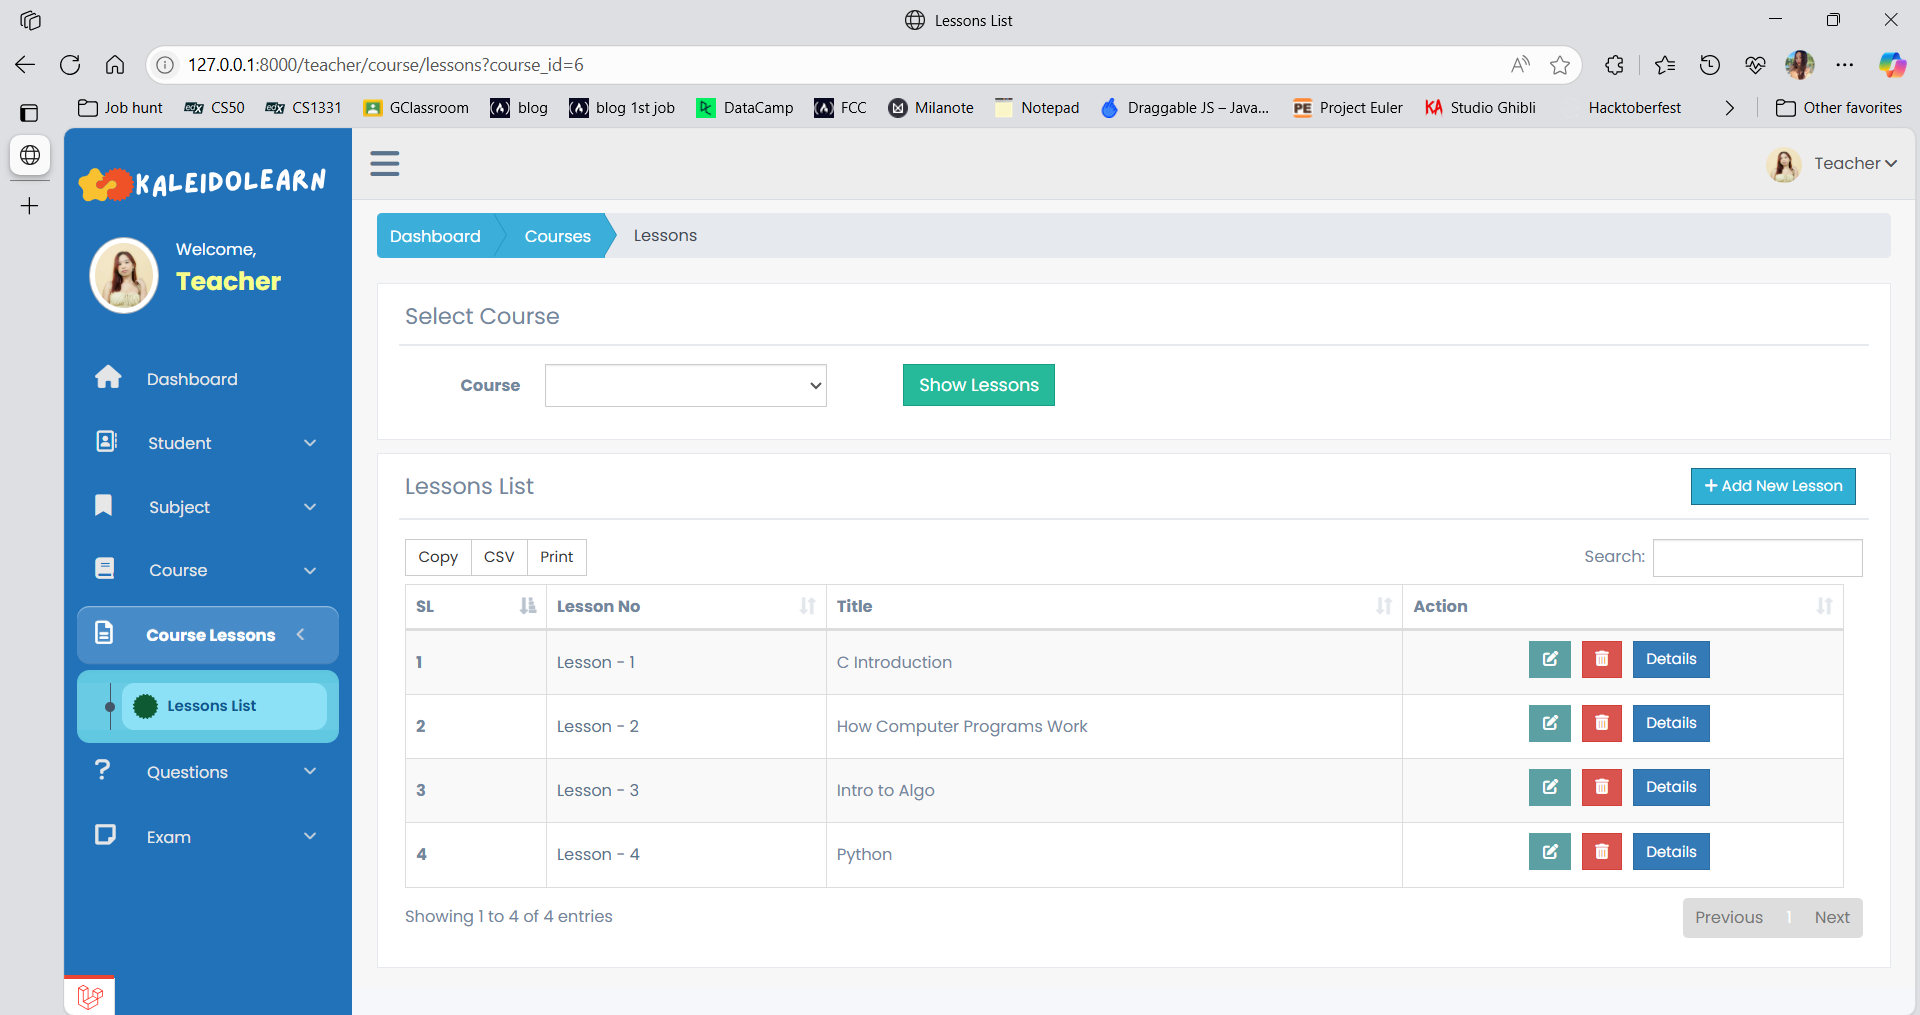 Lessons List
127.0.0.1:8000/teacher/course/lessons?course_id=6
Job hunt
edX CS50
edX CS1331
GClassroom
blog
blog 1st job
DataCamp
FCC
Milanote
Notepad
Draggable JS – Java...
PE Project Euler
KA Studio Ghibli
Hacktoberfest
Other favorites
KALEIDOLEARN
Teacher
Welcome,
Teacher
Dashboard
Student
Subject
Course
Course Lessons
Lessons List
Questions
Exam
Dashboard Courses Lessons
Select Course
Course
Show Lessons
Lessons List
+ Add New Lesson
Copy CSV Print
Search:
SL Lesson No Title Action
1 Lesson - 1 C Introduction Details
2 Lesson - 2 How Computer Programs Work Details
3 Lesson - 3 Intro to Algo Details
4 Lesson - 4 Python Details
Showing 1 to 4 of 4 entries
Previous 1 Next